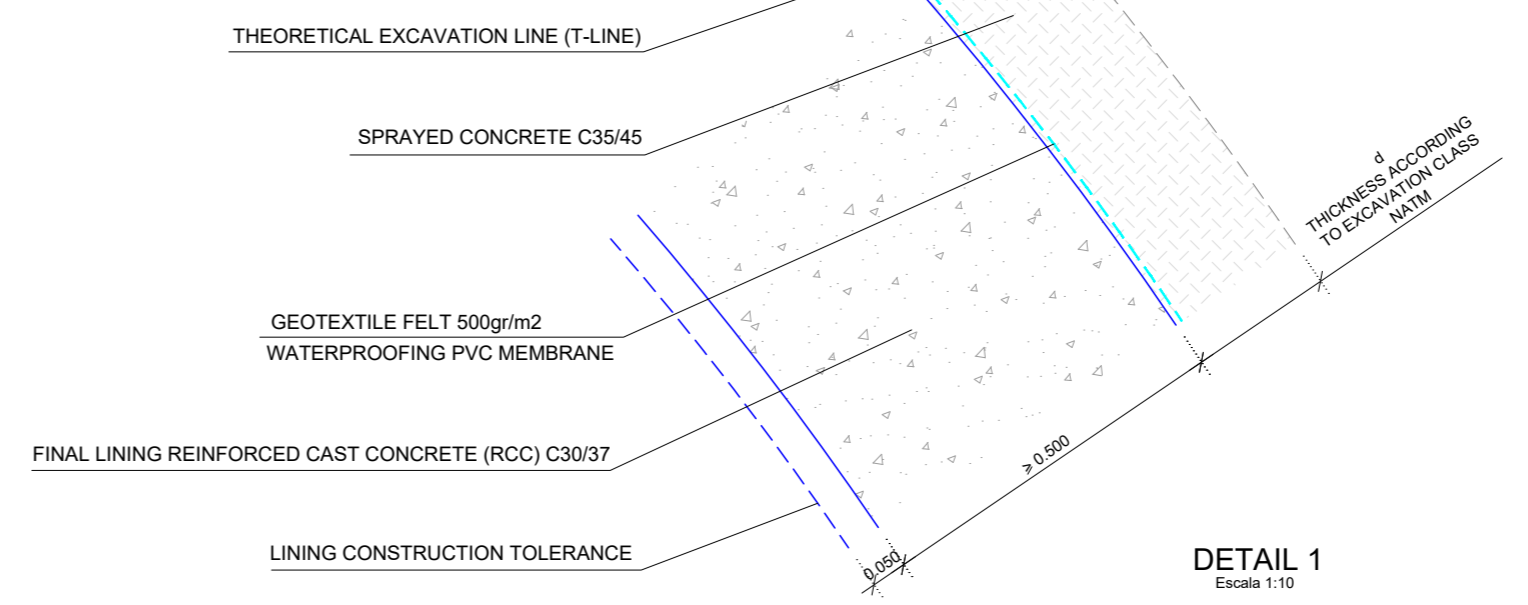 THEORETICAL EXCAVATION LINE (T-LINE)
SPRAYED CONCRETE C35/45
d
THICKNESS ACCORDING
TO EXCAVATION CLASS
NATM
GEOTEXTILE FELT 500gr/m2
WATERPROOFING PVC MEMBRANE
FINAL LINING REINFORCED CAST CONCRETE (RCC) C30/37
≥ 0.500
LINING CONSTRUCTION TOLERANCE
0.050
DETAIL 1
Escala 1:10